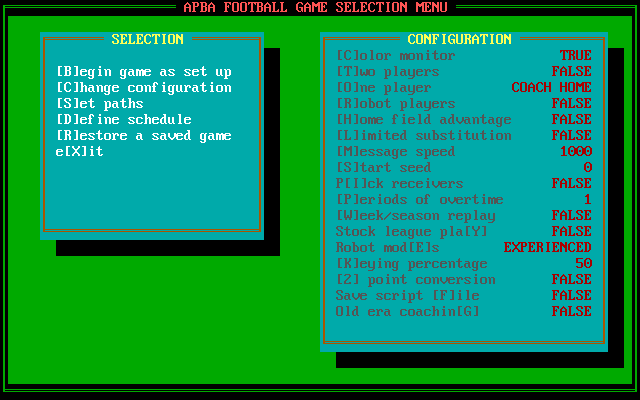 APBA FOOTBALL GAME SELECTION MENU
SELECTION
[B]egin game as set up
[C]hange configuration
[S]et paths
[D]efine schedule
[R]estore a saved game
e[X]it
CONFIGURATION
[C]olor monitor TRUE
[T]wo players FALSE
[O]ne player COACH HOME
[R]obot players FALSE
[H]ome field advantage FALSE
[L]imited substitution FALSE
[M]essage speed 1000
[S]tart seed 0
P[I]ck receivers FALSE
[P]eriods of overtime 1
[W]eek/season replay FALSE
Stock league pla[Y] FALSE
Robot mod[E]s EXPERIENCED
[K]eying percentage 50
[2] point conversion FALSE
Save script [F]ile FALSE
Old era coachin[G] FALSE